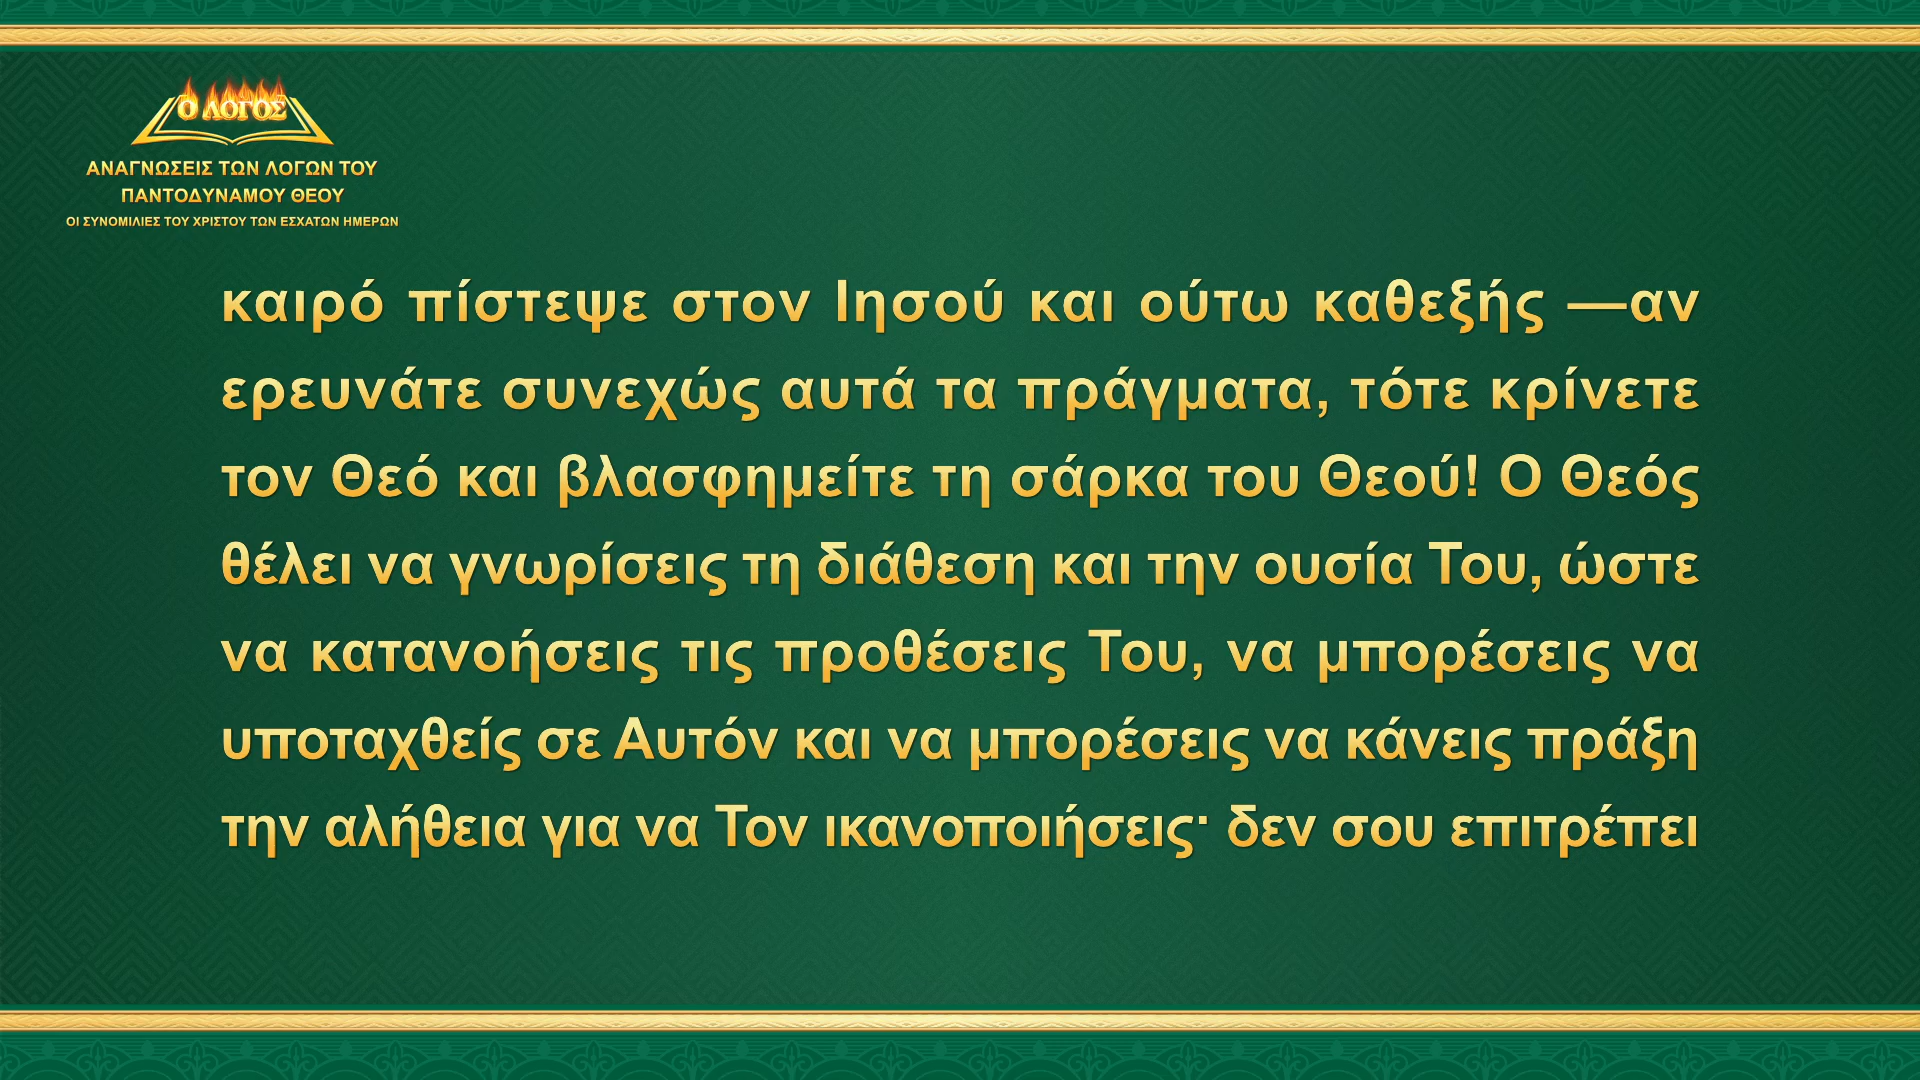 Ο ΛΟΓΟΣ
ΑΝΑΓΝΩΣΕΙΣ ΤΩΝ ΛΟΓΩΝ ΤΟΥ
ΠΑΝΤΟΔΥΝΑΜΟΥ ΘΕΟΥ
ΟΙ ΣΥΝΟΜΙΛΙΕΣ ΤΟΥ ΧΡΙΣΤΟΥ ΤΩΝ ΕΣΧΑΤΩΝ ΗΜΕΡΩΝ
καιρό πίστεψε στον Ιησού και ούτω καθεξής —αν
ερευνάτε συνεχώς αυτά τα πράγματα, τότε κρίνετε
τον Θεό και βλασφημείτε τη σάρκα του Θεού! Ο Θεός
θέλει να γνωρίσεις τη διάθεση και την ουσία Του, ώστε
να κατανοήσεις τις προθέσεις Του, να μπορέσεις να
υποταχθείς σε Αυτόν και να μπορέσεις να κάνεις πράξη
την αλήθεια για να Τον ικανοποιήσεις· δεν σου επιτρέπει